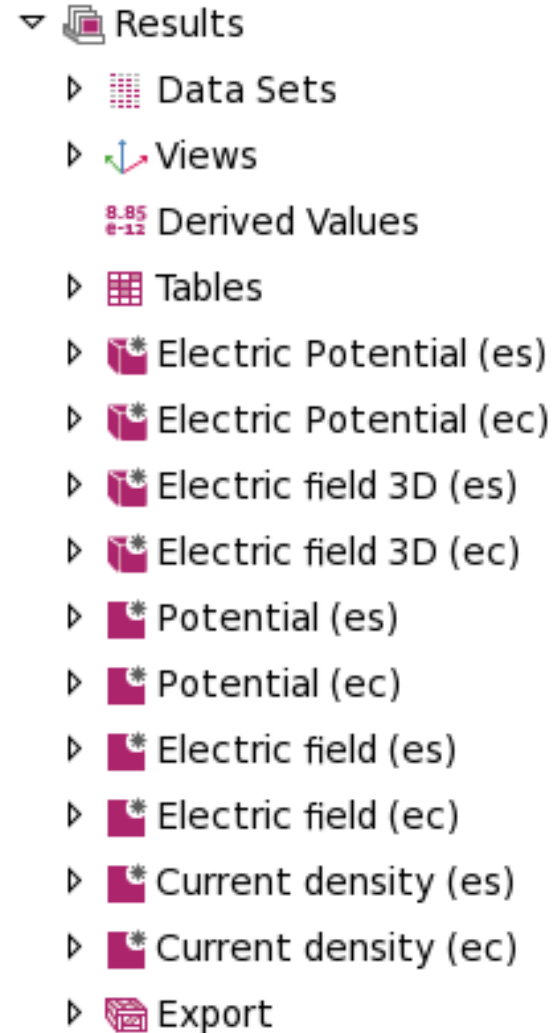 Results
Data Sets
Views
8.85
e-12 Derived Values
Tables
Electric Potential (es)
Electric Potential (ec)
Electric field 3D (es)
Electric field 3D (ec)
Potential (es)
Potential (ec)
Electric field (es)
Electric field (ec)
Current density (es)
Current density (ec)
Export